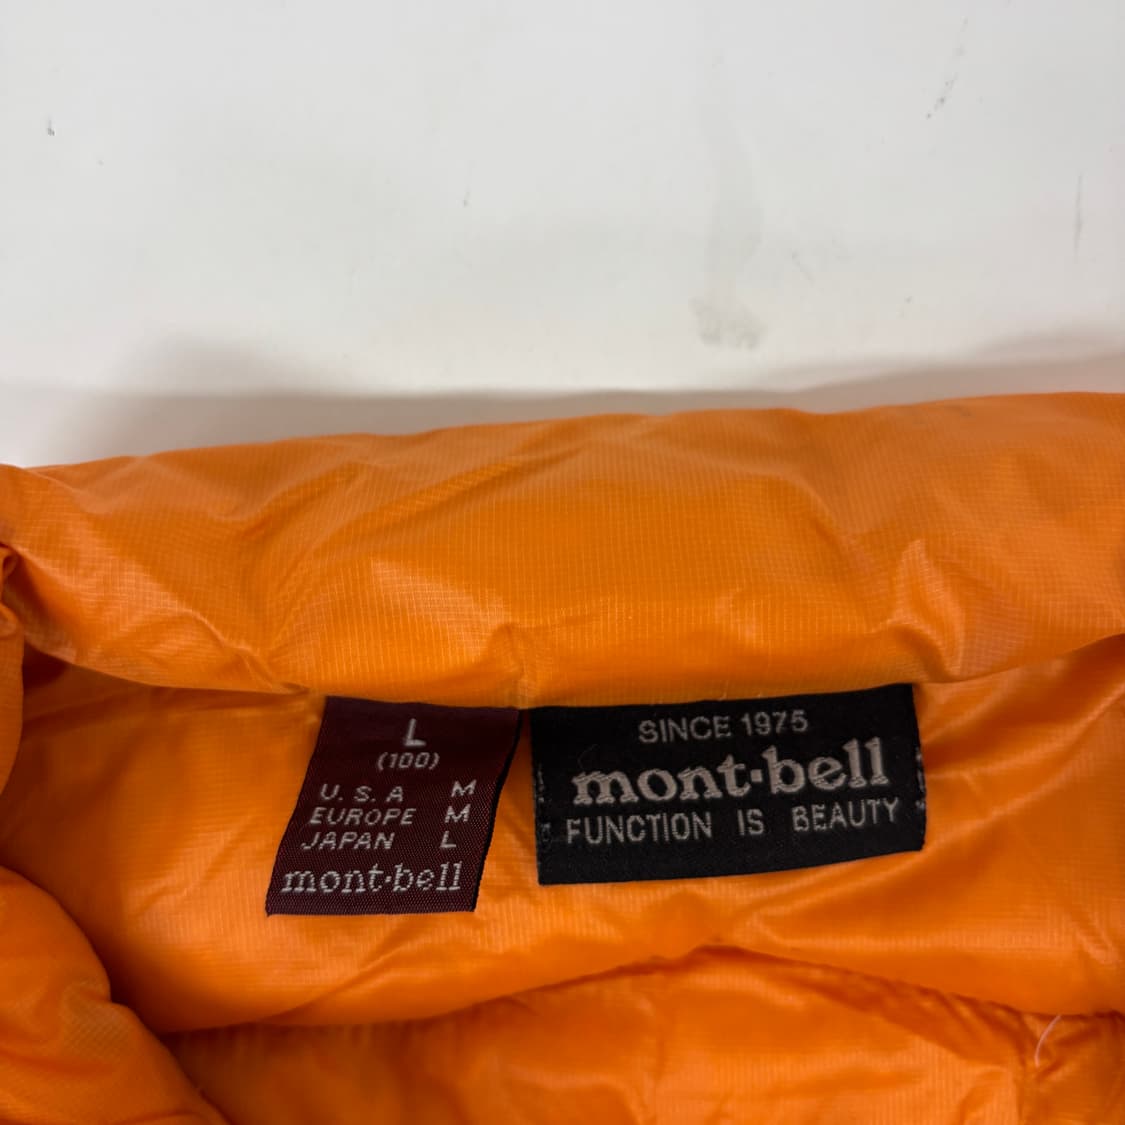 L
(100)
U.S.A M
EUROPE M
JAPAN L
mont·bell
SINCE 1975
mont·bell
FUNCTION IS BEAUTY